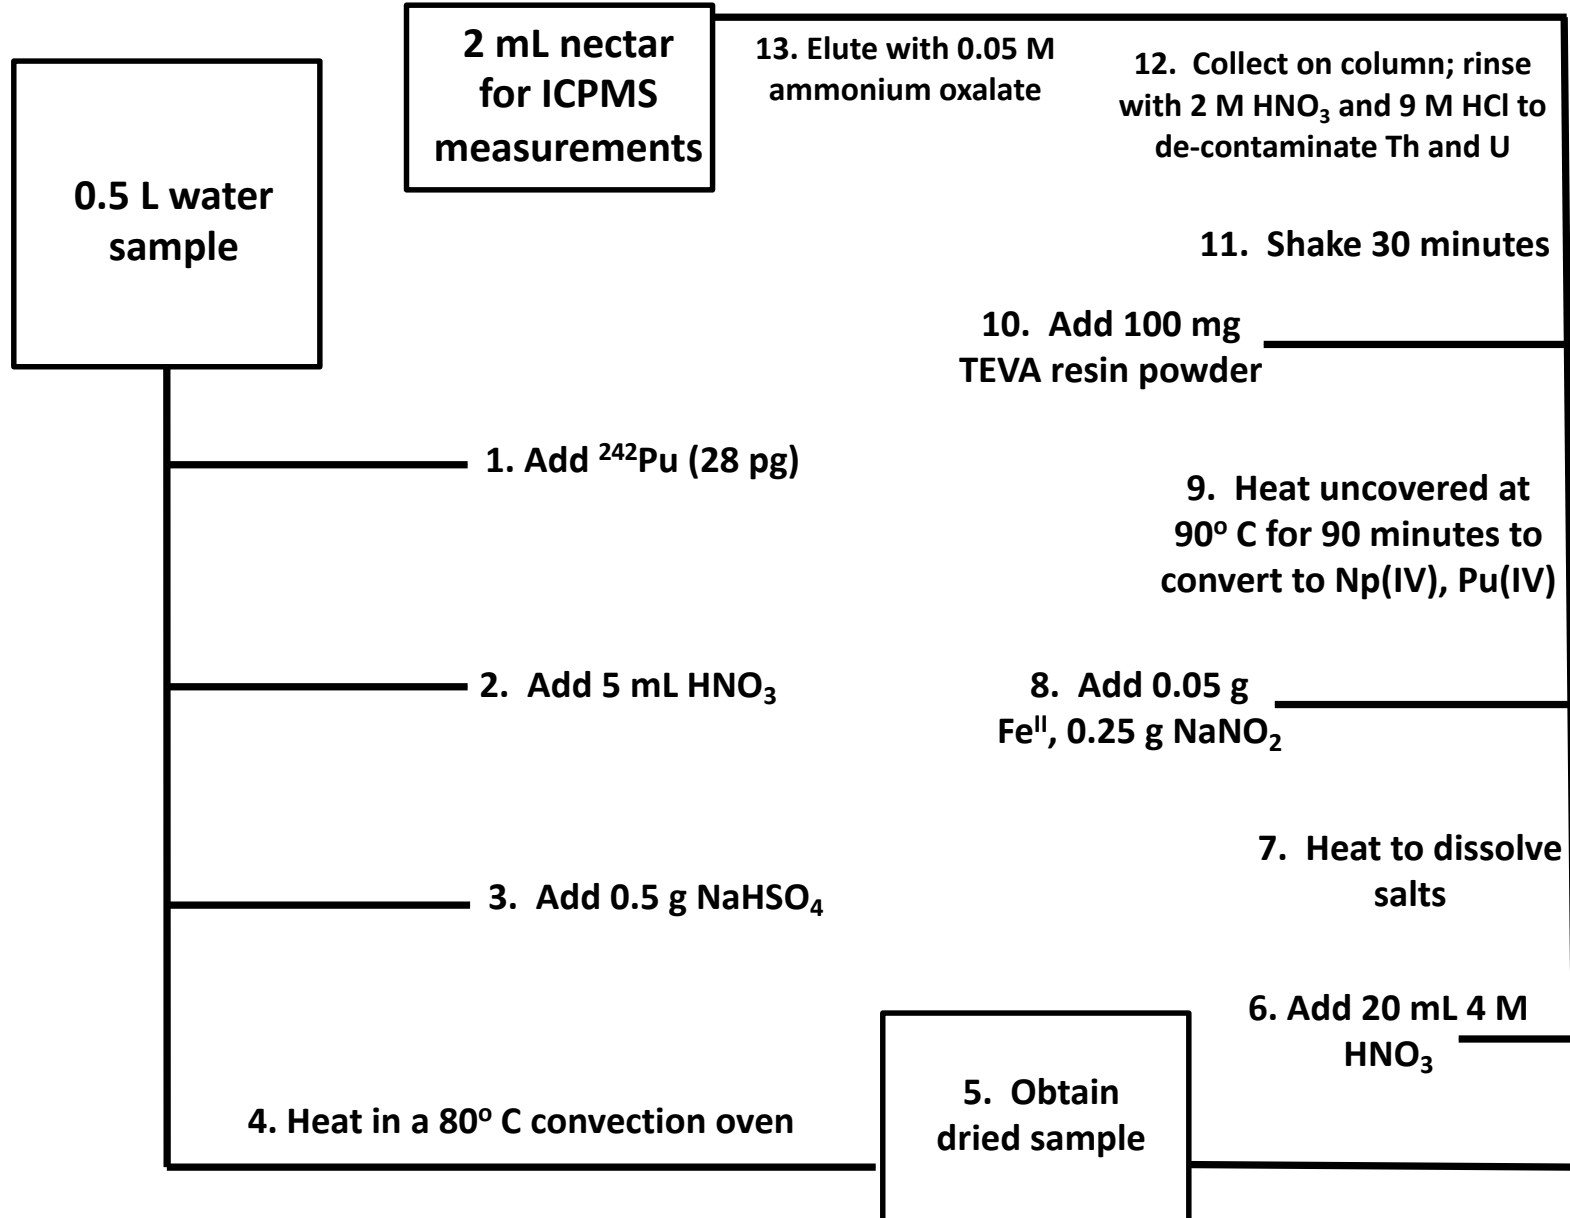 0.5 L water
sample
1. Add ²⁴²Pu (28 pg)
2.  Add 5 mL HNO₃
3.  Add 0.5 g NaHSO₄
4. Heat in a 80º C convection oven
5.  Obtain
dried sample
6. Add 20 mL 4 M
HNO₃
7.  Heat to dissolve
salts
8.  Add 0.05 g
Feᴵᴵ, 0.25 g NaNO₂
9.  Heat uncovered at
90º C for 90 minutes to
convert to Np(IV), Pu(IV)
10.  Add 100 mg
TEVA resin powder
11.  Shake 30 minutes
12.  Collect on column; rinse
with 2 M HNO₃ and 9 M HCl to
de-contaminate Th and U
13. Elute with 0.05 M
ammonium oxalate
2 mL nectar
for ICPMS
measurements